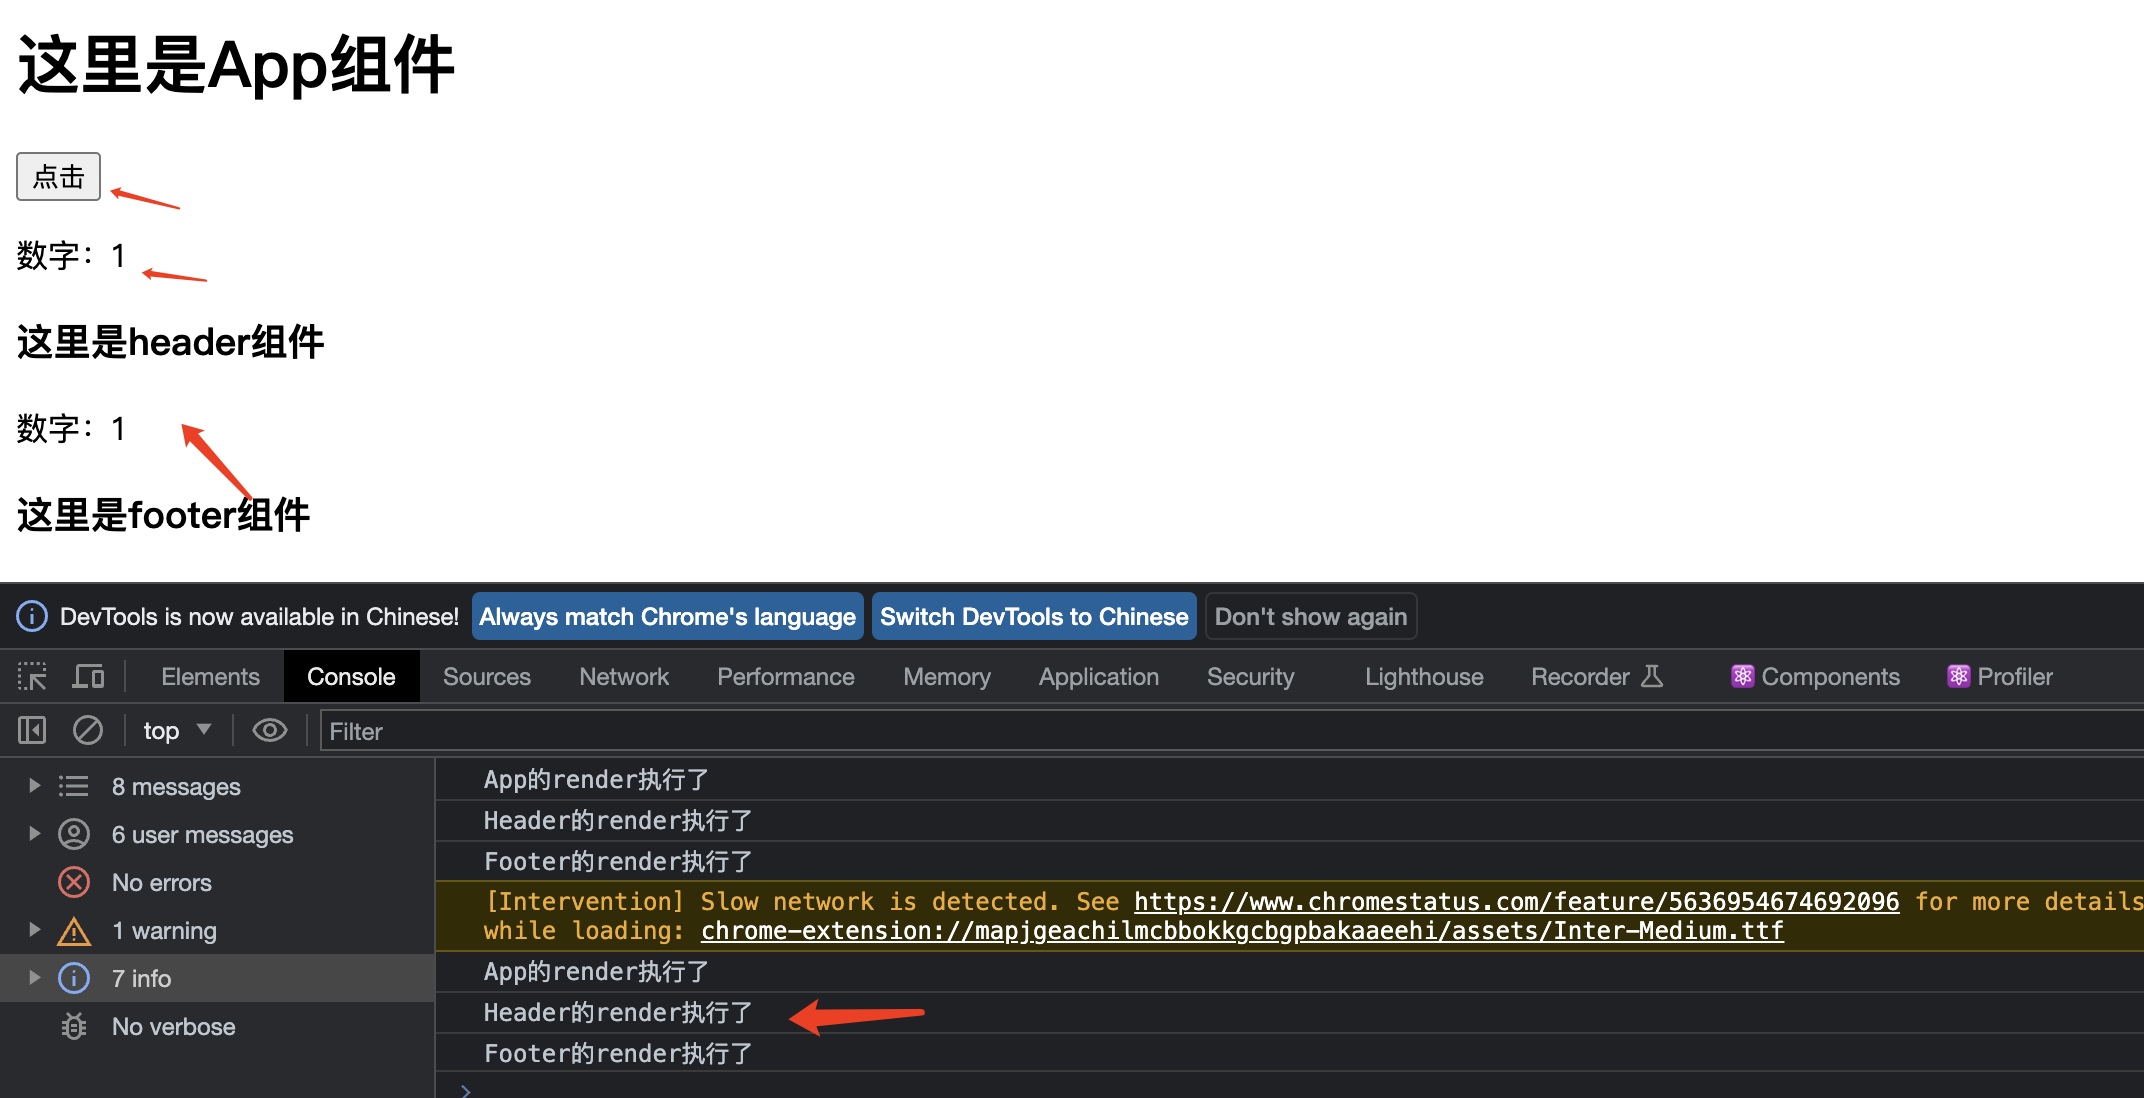 这里是App组件
点击
数字：1
这里是header组件
数字：1
这里是footer组件
DevTools is now available in Chinese! Always match Chrome's language Switch DevTools to Chinese Don't show again
Elements Console Sources Network Performance Memory Application Security Lighthouse Recorder Components Profiler
top Filter
8 messages
6 user messages
No errors
1 warning
7 info
No verbose
App的render执行了
Header的render执行了
Footer的render执行了
[Intervention] Slow network is detected. See https://www.chromestatus.com/feature/5636954674692096 for more details
while loading: chrome-extension://mapjgeachilmcbbokkgcbgpbakaaeehi/assets/Inter-Medium.ttf
App的render执行了
Header的render执行了
Footer的render执行了